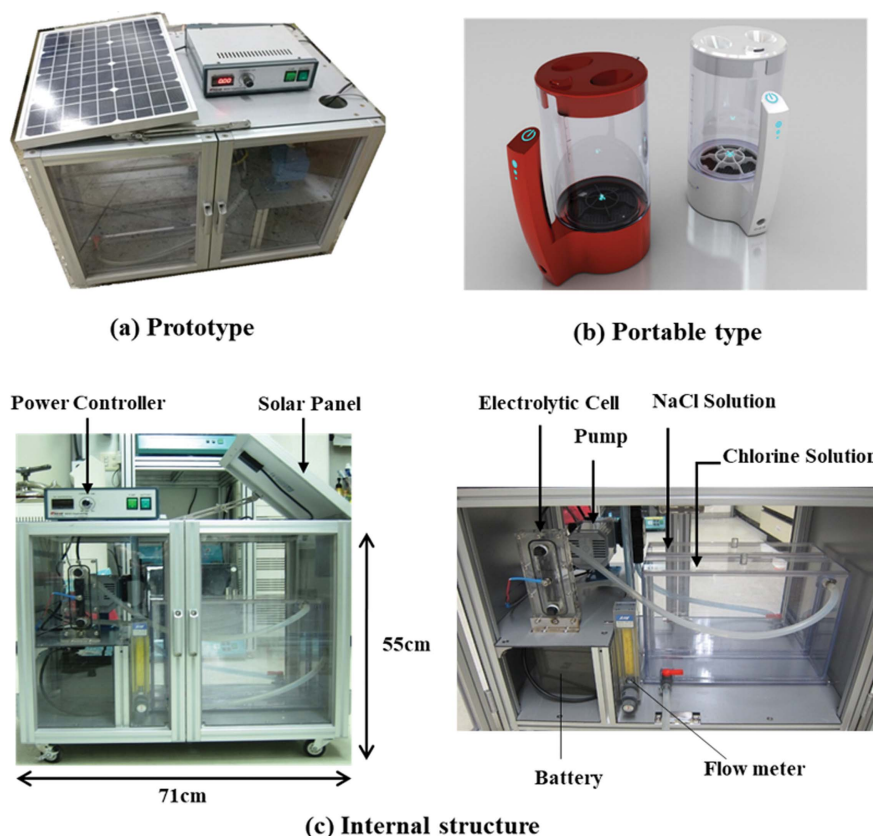 (a) Prototype
(b) Portable type
Power Controller
Solar Panel
55cm
71cm
Electrolytic Cell
NaCl Solution
Pump
Chlorine Solution
Battery
Flow meter
(c) Internal structure